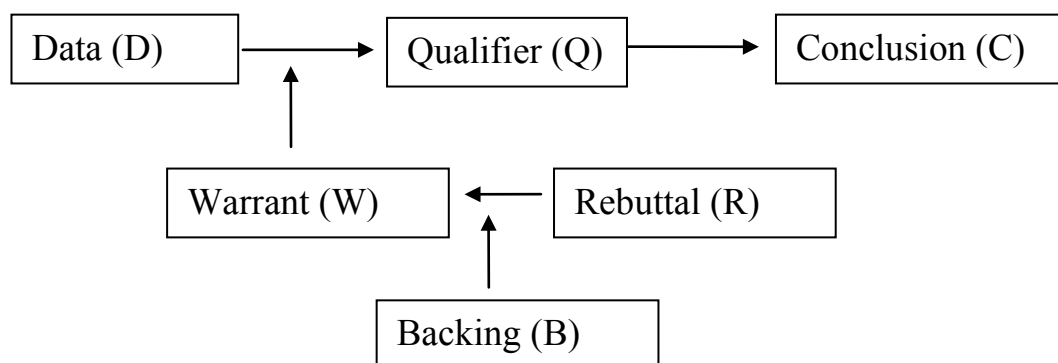 Data (D)
Qualifier (Q)
Conclusion (C)
Warrant (W)
Rebuttal (R)
Backing (B)